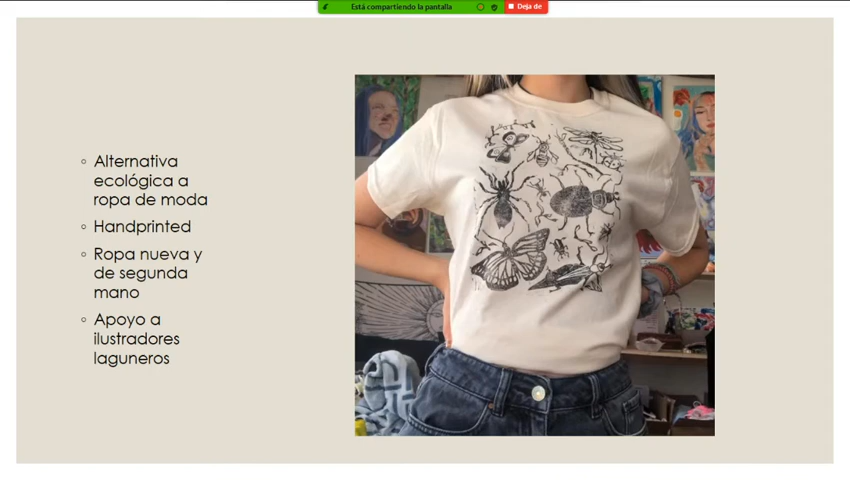 Está compartiendo la pantalla
Deja de
Alternativa
ecológica a
ropa de moda
Handprinted
Ropa nueva y
de segunda
mano
Apoyo a
ilustradores
laguneros